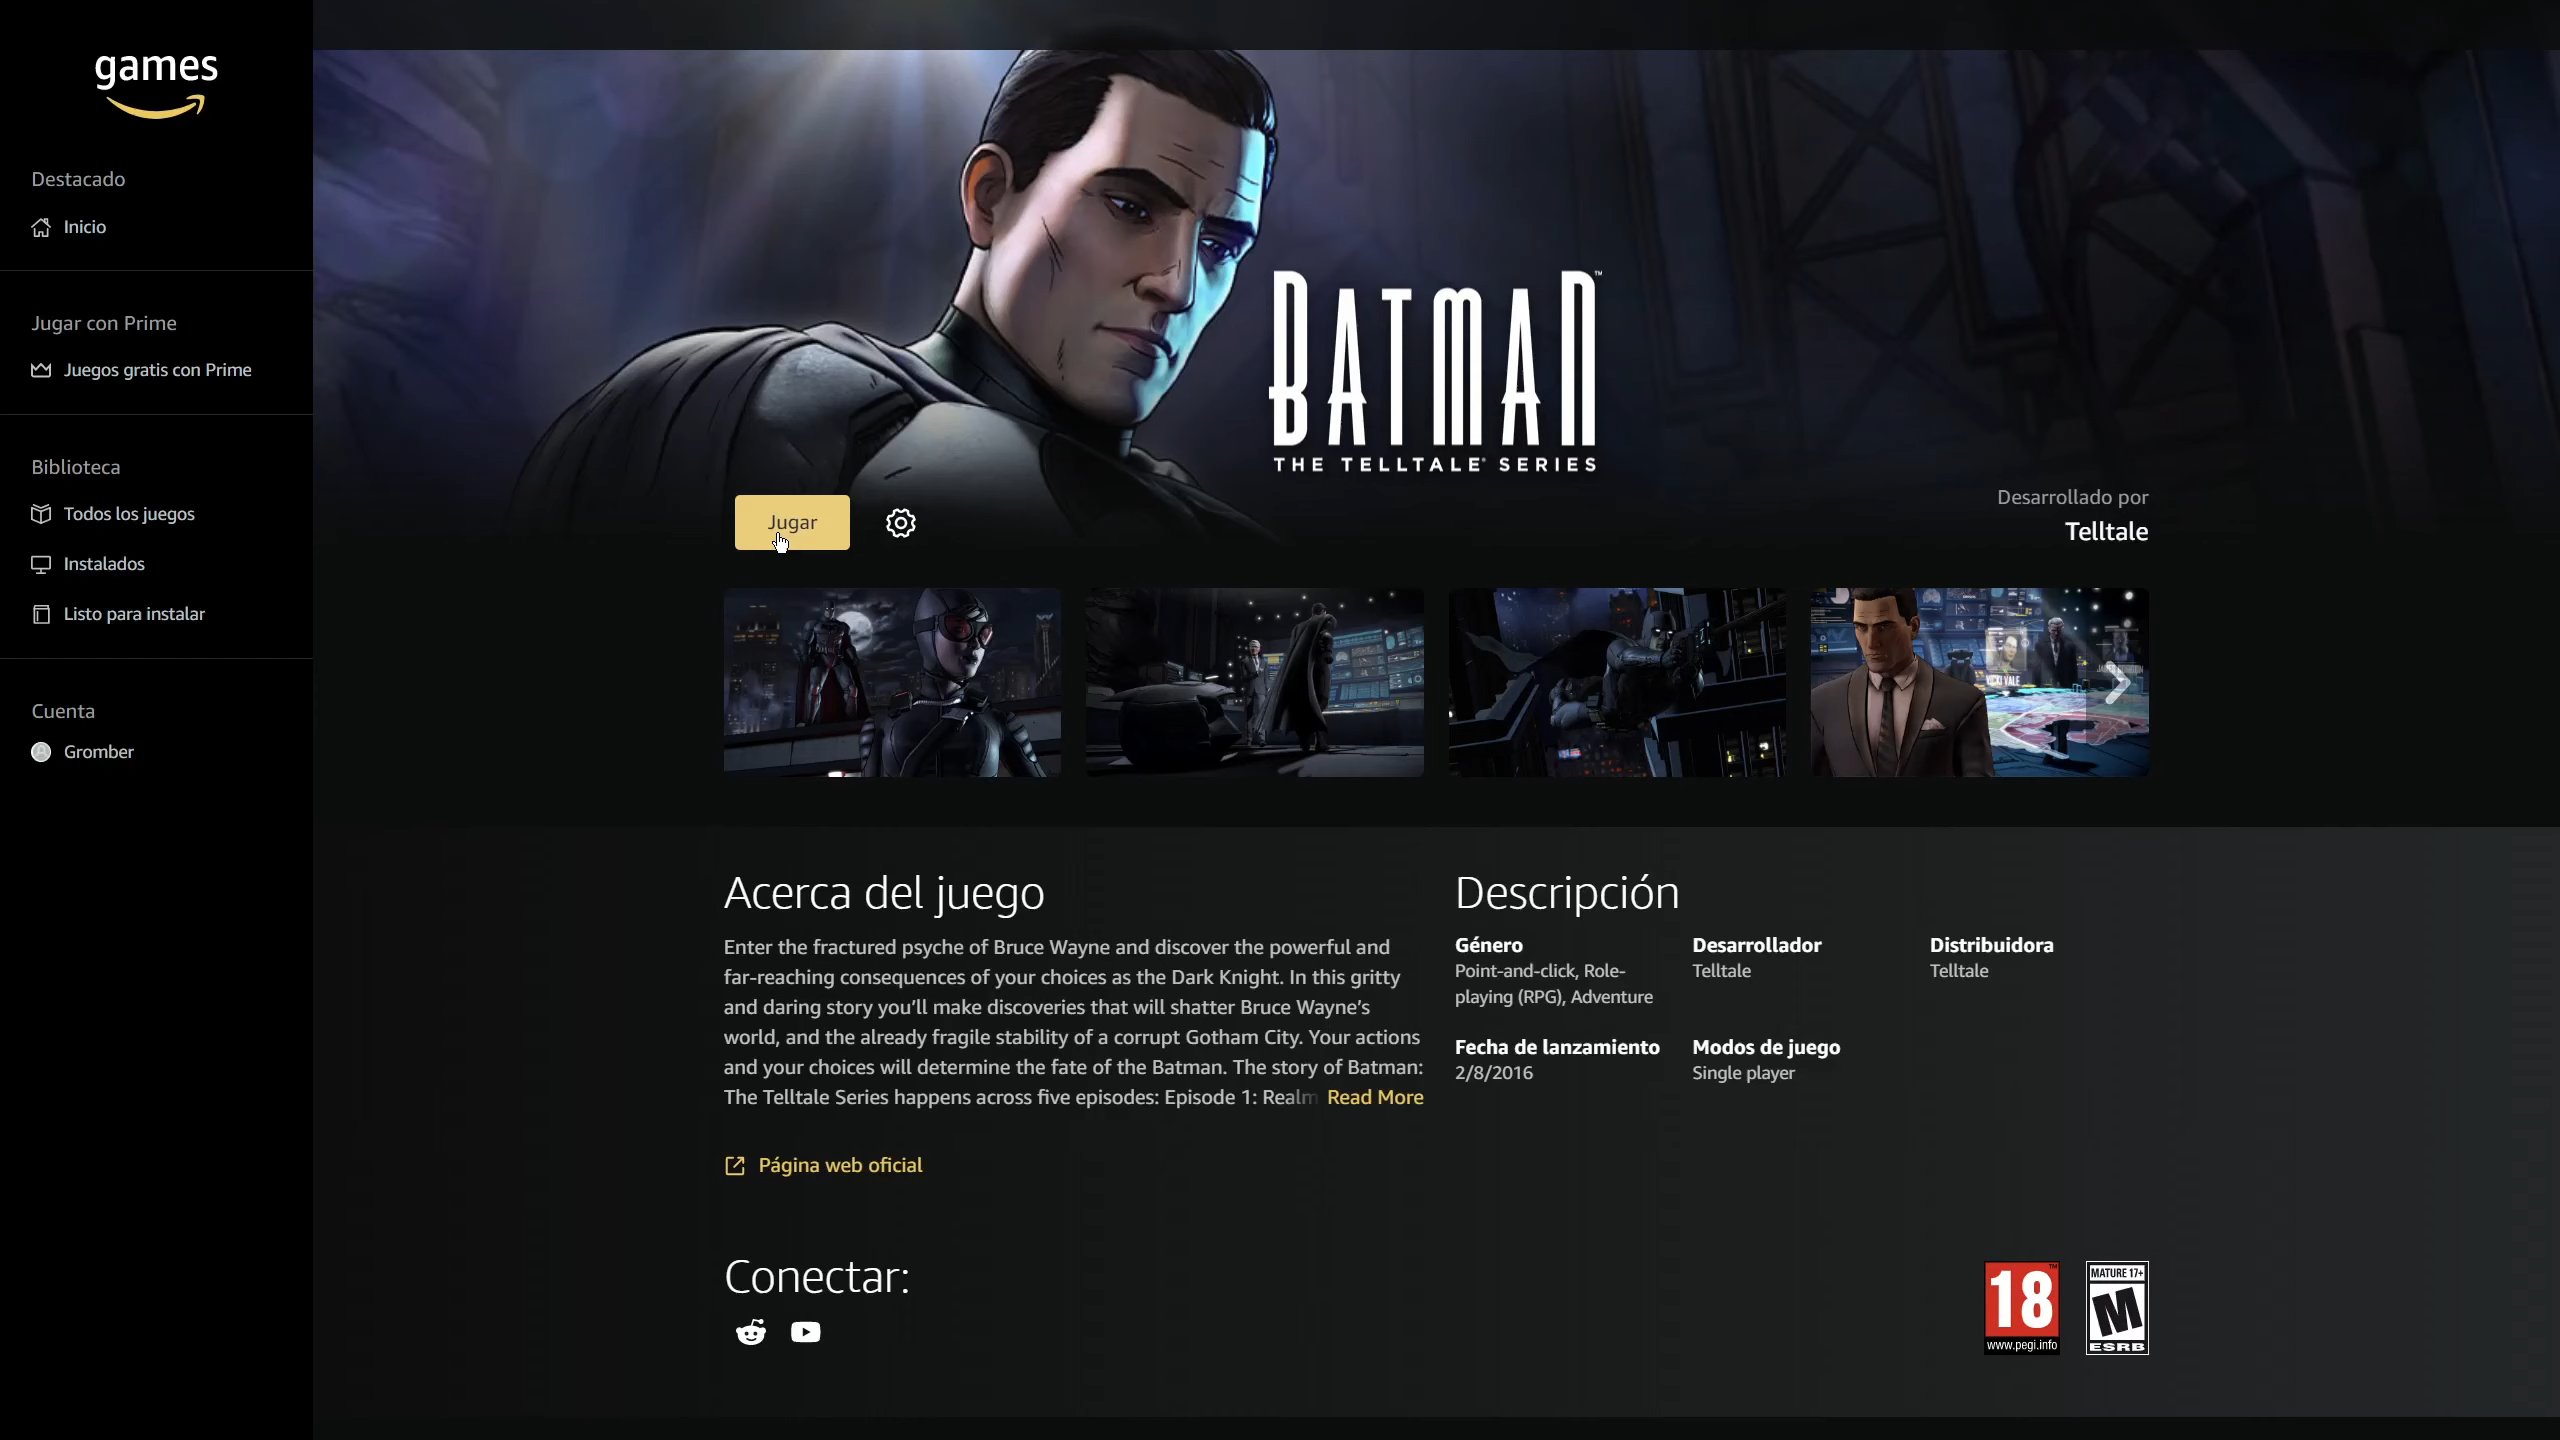 games
Destacado
Inicio
Jugar con Prime
Juegos gratis con Prime
Biblioteca
Todos los juegos
Instalados
Listo para instalar
Cuenta
Gromber
BATMAN™
THE TELLTALE® SERIES
Jugar
Desarrollado por
Telltale
VICKI VALE
Acerca del juego
Enter the fractured psyche of Bruce Wayne and discover the powerful and
far-reaching consequences of your choices as the Dark Knight. In this gritty
and daring story you’ll make discoveries that will shatter Bruce Wayne’s
world, and the already fragile stability of a corrupt Gotham City. Your actions
and your choices will determine the fate of the Batman. The story of Batman:
The Telltale Series happens across five episodes: Episode 1: Realm Read More
Página web oficial
Descripción
Género
Point-and-click, Role-
playing (RPG), Adventure
Desarrollador
Telltale
Distribuidora
Telltale
Fecha de lanzamiento
2/8/2016
Modos de juego
Single player
Conectar:
18™
www.pegi.info
MATURE 17+
M
ESRB